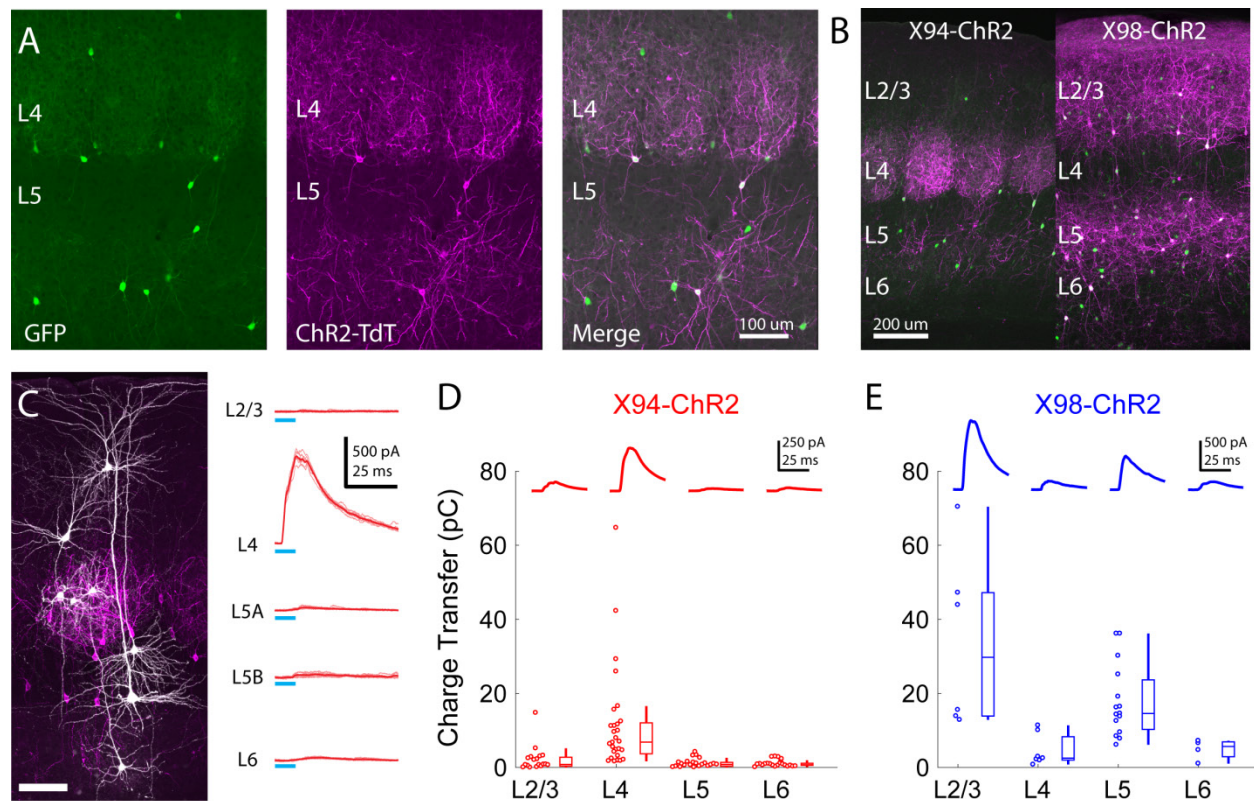 A
L4
L5
GFP
L4
L5
ChR2-TdT
L4
L5
Merge
100 um
B
X94-ChR2
X98-ChR2
L2/3
L4
L5
L6
200 um
L2/3
L4
L5
L6
C
L2/3
500 pA
25 ms
L4
L5A
L5B
L6
D
X94-ChR2
250 pA
25 ms
Charge Transfer (pC)
80
60
40
20
0
L2/3
L4
L5
L6
E
X98-ChR2
500 pA
25 ms
80
60
40
20
0
L2/3
L4
L5
L6